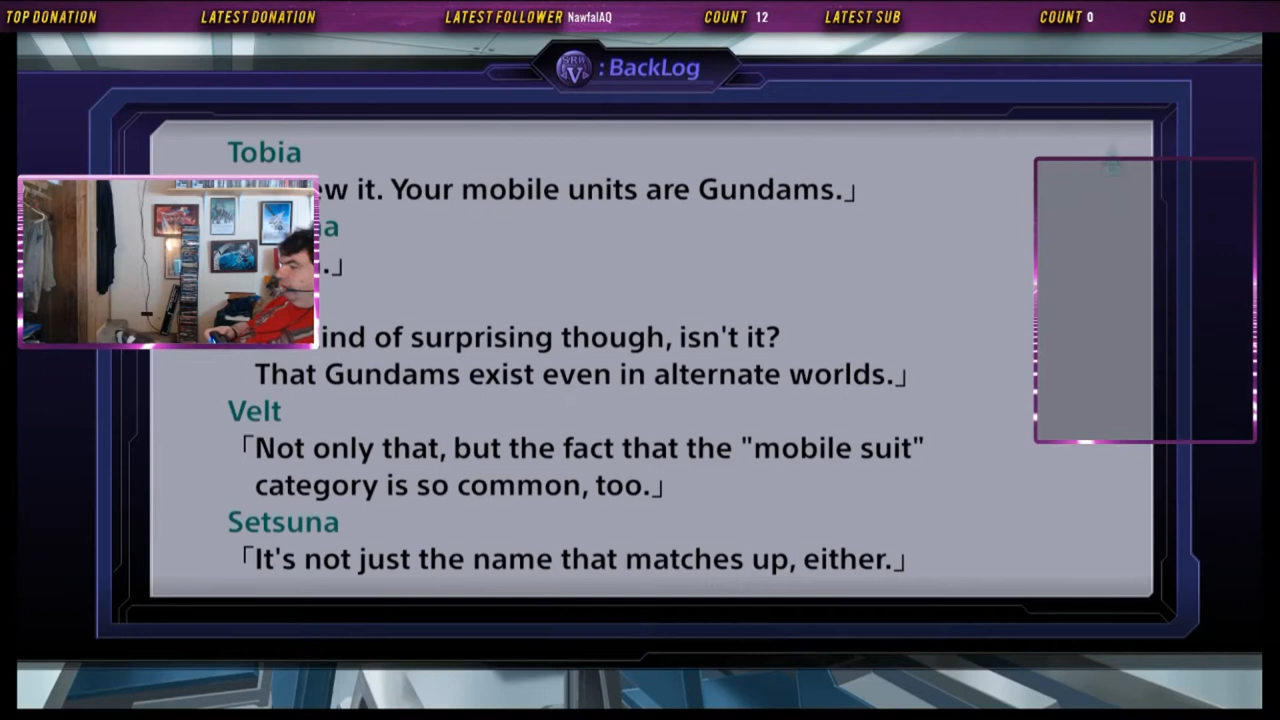 TOP DONATION LATEST DONATION LATEST FOLLOWER NawfalAQ COUNT 12 LATEST SUB COUNT 0 SUB 0
SRW V : BackLog
Tobia
it. Your mobile units are Gundams.」
.」
of surprising though, isn't it?
That Gundams exist even in alternate worlds.」
Velt
「Not only that, but the fact that the "mobile suit"
category is so common, too.」
Setsuna
「It's not just the name that matches up, either.」